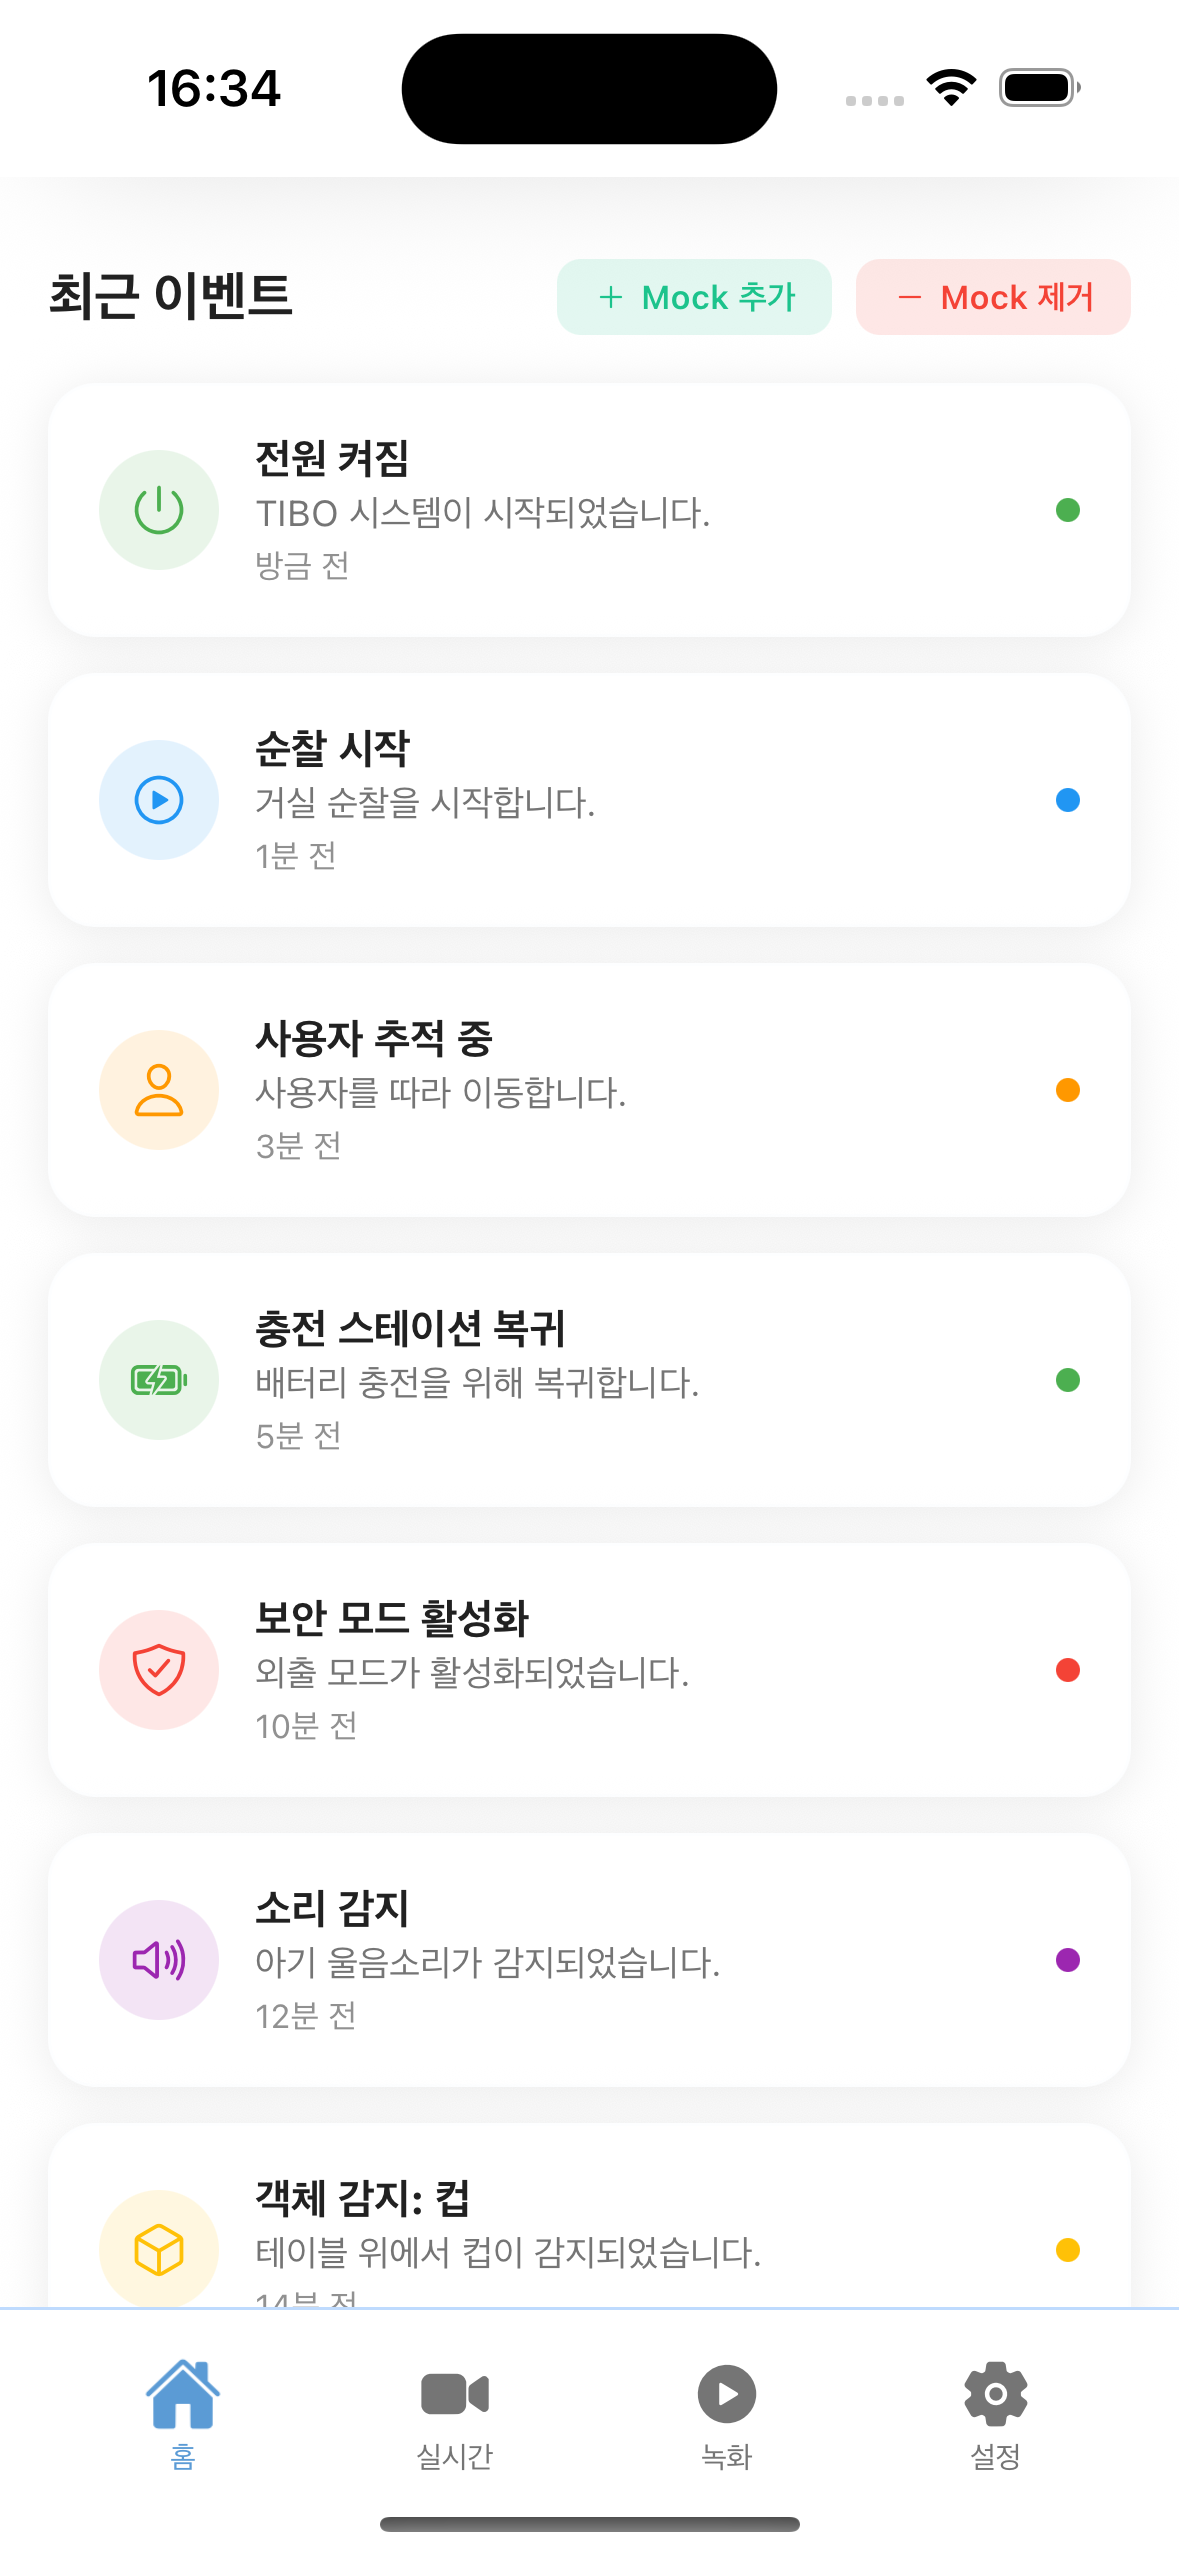 16:34
최근 이벤트
+ Mock 추가
− Mock 제거
전원 켜짐
TIBO 시스템이 시작되었습니다.
방금 전
순찰 시작
거실 순찰을 시작합니다.
1분 전
사용자 추적 중
사용자를 따라 이동합니다.
3분 전
충전 스테이션 복귀
배터리 충전을 위해 복귀합니다.
5분 전
보안 모드 활성화
외출 모드가 활성화되었습니다.
10분 전
소리 감지
아기 울음소리가 감지되었습니다.
12분 전
객체 감지: 컵
테이블 위에서 컵이 감지되었습니다.
14분 전
홈
실시간
녹화
설정